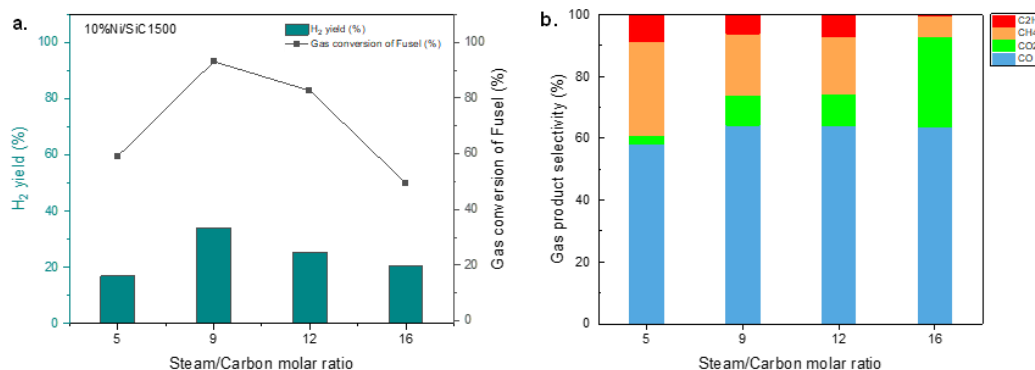 a.
10%Ni/SiC1500
H2 yield (%)
Gas conversion of Fusel (%)
100
80
60
40
20
0
H2 yield (%)
100
80
60
40
20
0
Gas conversion of Fusel (%)
5 9 12 16
Steam/Carbon molar ratio
b.
C2H
CH4
CO2
CO
100
80
60
40
20
0
Gas product selectivity (%)
5 9 12 16
Steam/Carbon molar ratio